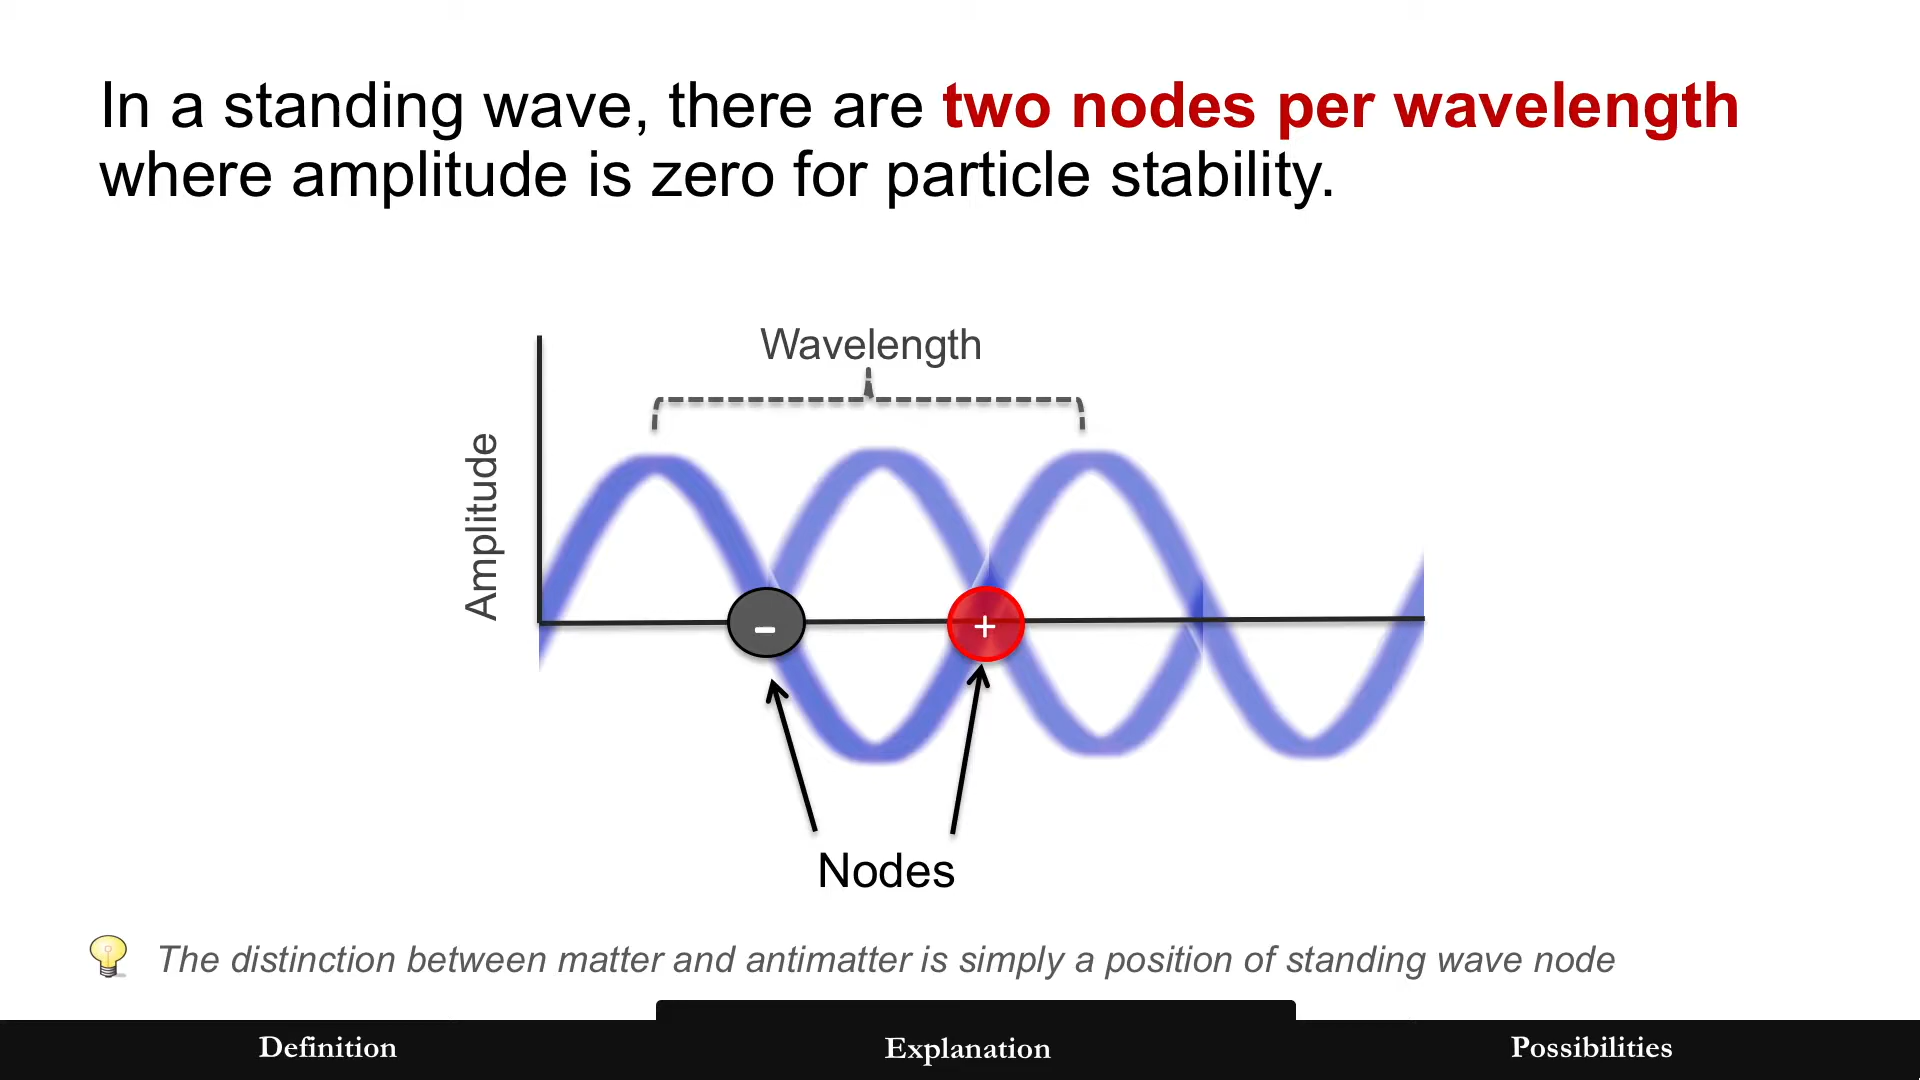 In a standing wave, there are two nodes per wavelength
where amplitude is zero for particle stability.
Wavelength
Amplitude
-
+
Nodes
The distinction between matter and antimatter is simply a position of standing wave node
Definition
Explanation
Possibilities